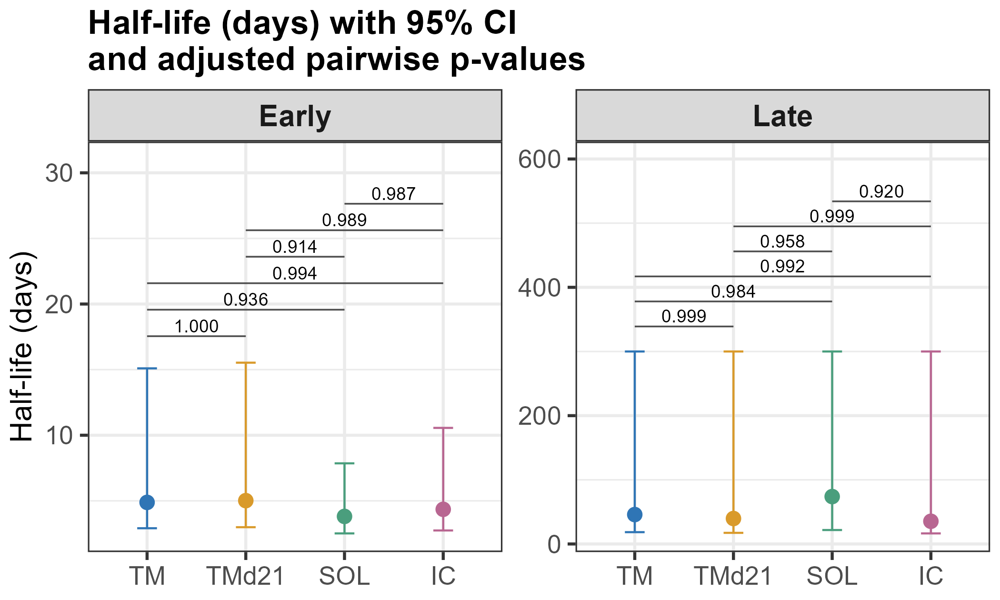 Half-life (days) with 95% CI
and adjusted pairwise p-values
Early
Late
Half-life (days)
30
20
10
0.987
0.989
0.914
0.994
0.936
1.000
TM
TMd21
SOL
IC
600
400
200
0
0.920
0.999
0.958
0.992
0.984
0.999
TM
TMd21
SOL
IC